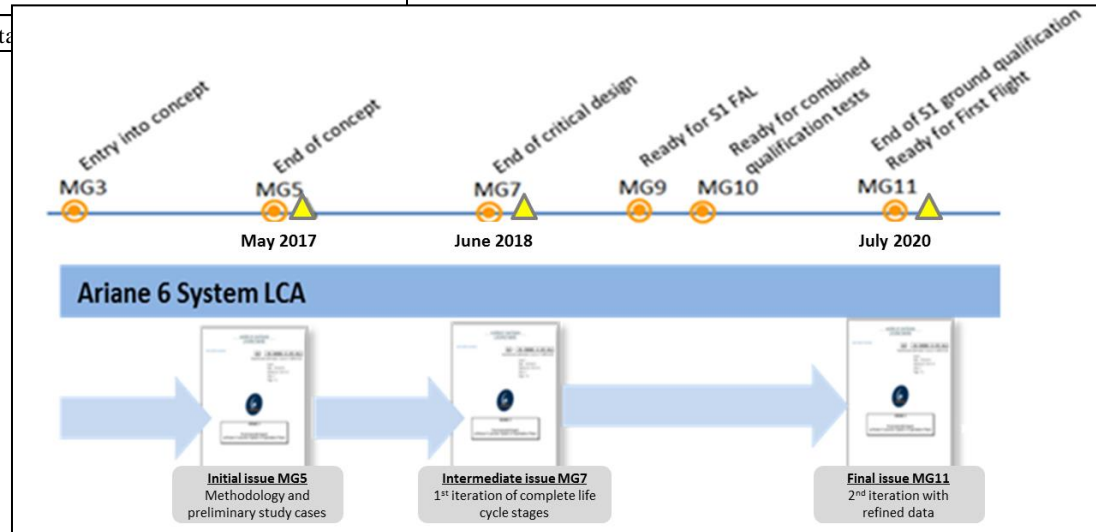 Entry into concept
End of concept
End of critical design
Ready for S1 FAL
Ready for combined
qualification tests
End of S1 ground qualification
Ready for First Flight
MG3
MG5
MG7
MG9
MG10
MG11
May 2017
June 2018
July 2020
Ariane 6 System LCA
Initial issue MG5
Methodology and
preliminary study cases
Intermediate issue MG7
1st iteration of complete life
cycle stages
Final issue MG11
2nd iteration with
refined data